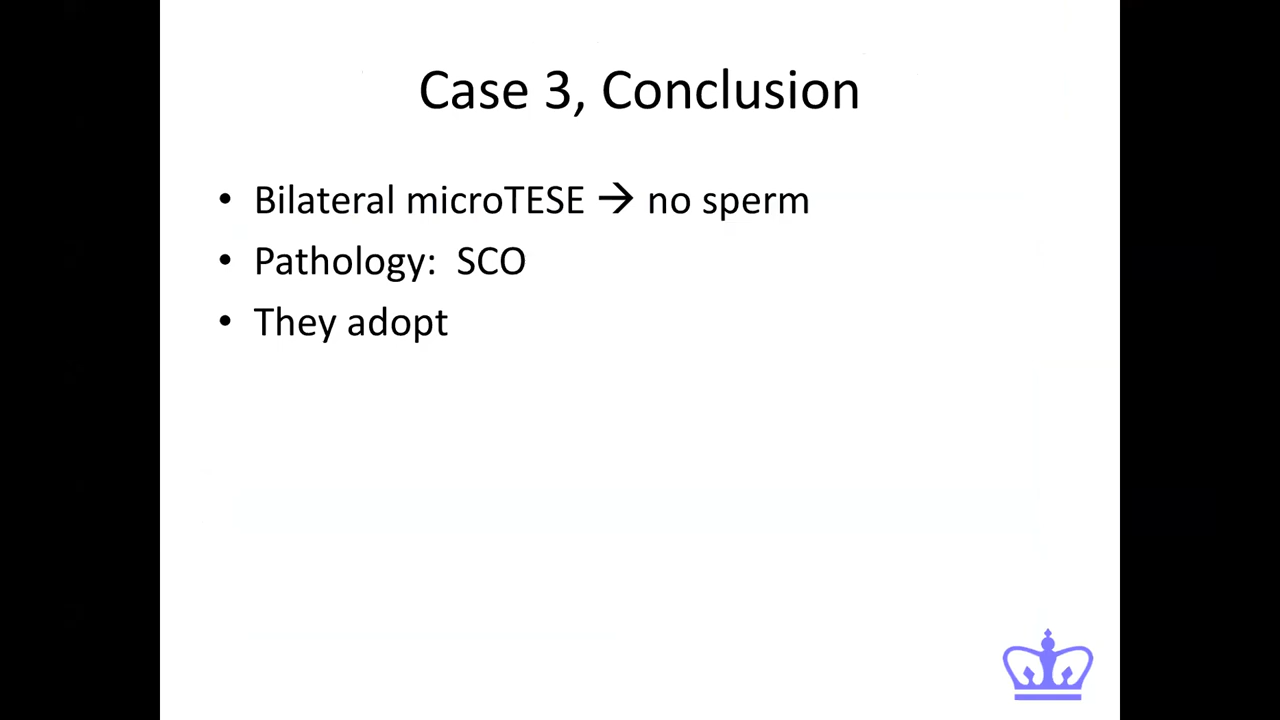 Case 3, Conclusion
• Bilateral microTESE → no sperm
• Pathology:  SCO
• They adopt